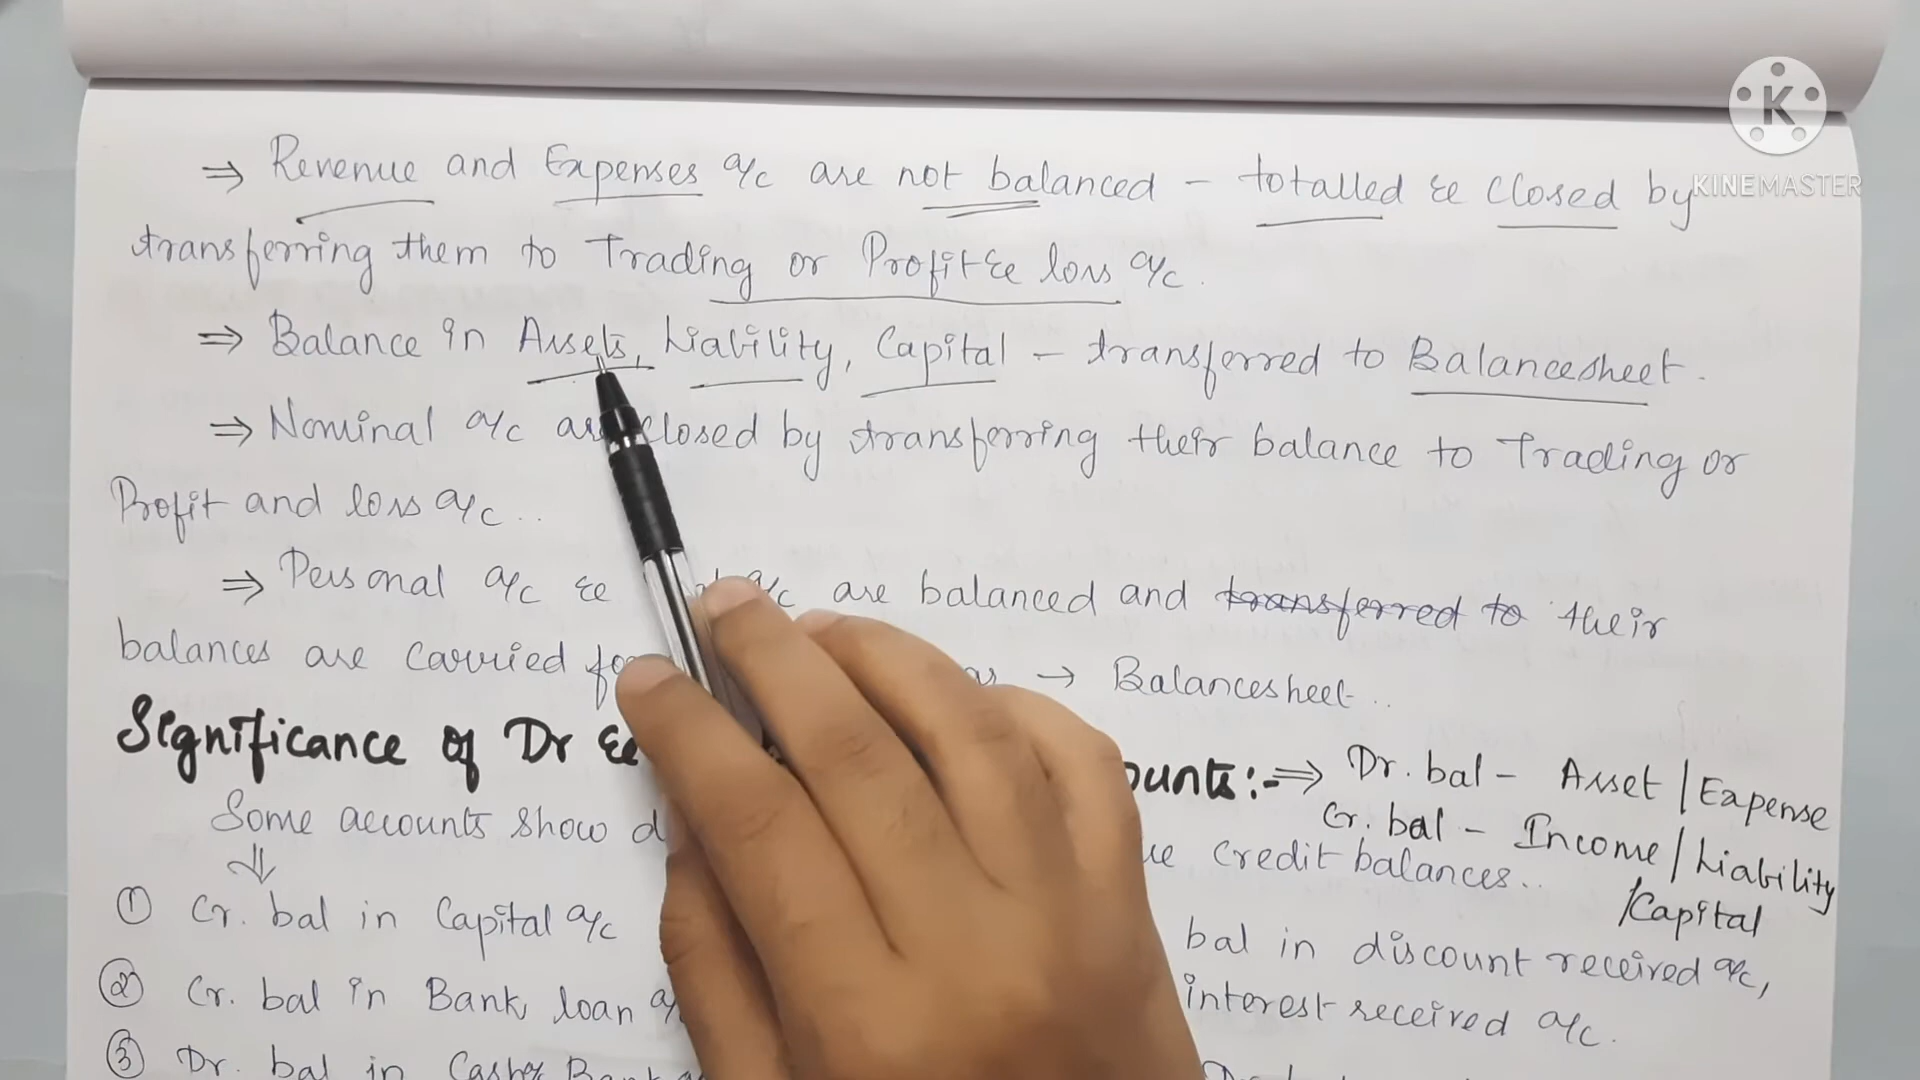 ⇒ Revenue and Expenses a/c are not balanced - totalled & closed by
transferring them to Trading or Profit & loss a/c.
⇒ Balance in Assets, Liability, Capital - transferred to Balancesheet.
⇒ Nominal a/c are closed by transferring their balance to Trading or
Profit and loss a/c..
⇒ Personal a/c & a/c are balanced and transferred to their
balances are carried → Balancesheet..
Significance of Dr & :- ⇒ Dr. bal - Asset / Expense
Cr. bal - Income / Liability
/Capital
Some accounts show credit balances..
⇓
① Cr. bal in Capital a/c
bal in discount received a/c,
② Cr. bal in Bank loan
interest received a/c.
③ Dr. bal in Cash
K
KINEMASTER